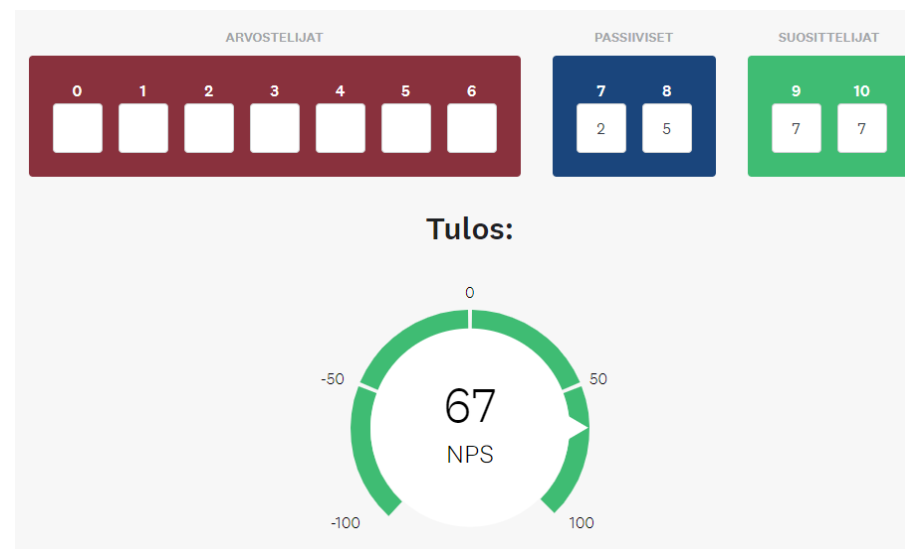 ARVOSTELIJAT PASSIIVISET SUOSITTELIJAT
0 1 2 3 4 5 6 7 8 9 10
2 5 7 7
Tulos:
0
-50 50
67
NPS
-100 100